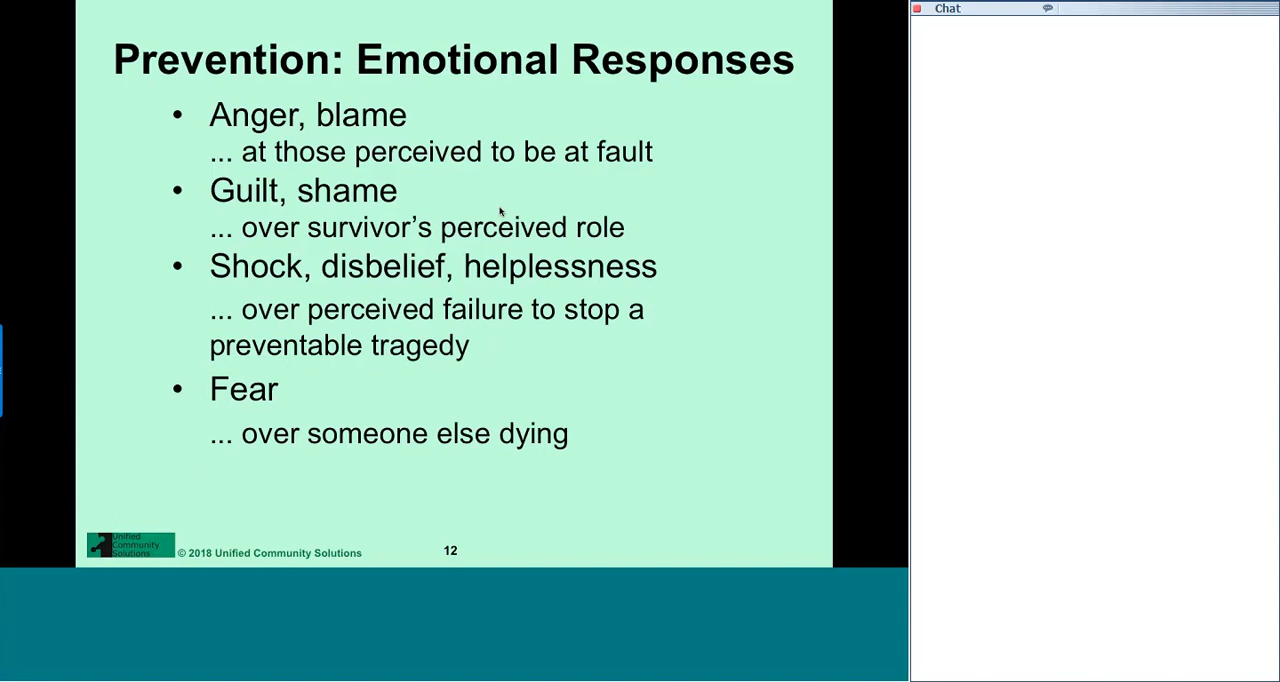 Prevention: Emotional Responses
• Anger, blame
... at those perceived to be at fault
• Guilt, shame
... over survivor’s perceived role
• Shock, disbelief, helplessness
... over perceived failure to stop a
preventable tragedy
• Fear
... over someone else dying
Unified
Community
Solutions
© 2018 Unified Community Solutions
12
Chat